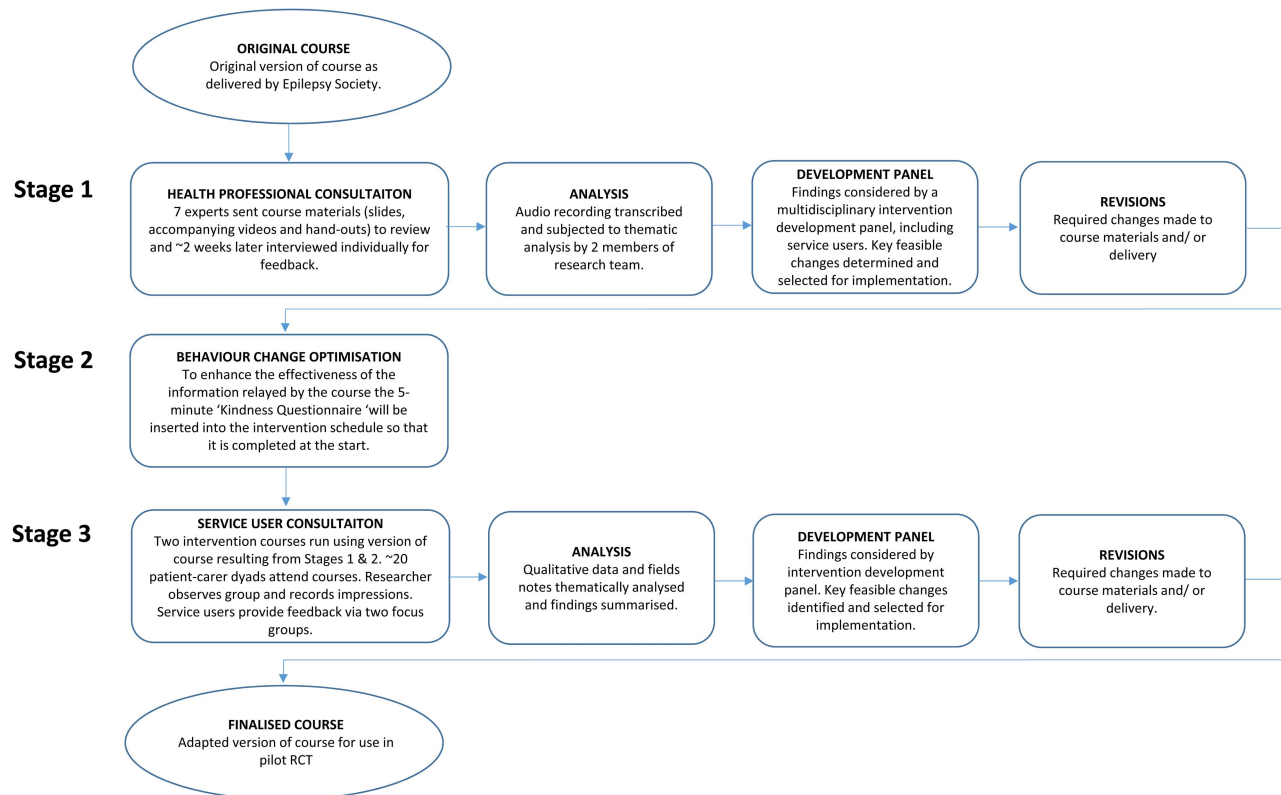 ORIGINAL COURSE
Original version of course as
delivered by Epilepsy Society.
Stage 1
HEALTH PROFESSIONAL CONSULTAITON
7 experts sent course materials (slides,
accompanying videos and hand-outs) to review
and ~2 weeks later interviewed individually for
feedback.
ANALYSIS
Audio recording transcribed
and subjected to thematic
analysis by 2 members of
research team.
DEVELOPMENT PANEL
Findings considered by a
multidisciplinary intervention
development panel, including
service users. Key feasible
changes determined and
selected for implementation.
REVISIONS
Required changes made to
course materials and/ or
delivery
Stage 2
BEHAVIOUR CHANGE OPTIMISATION
To enhance the effectiveness of the
information relayed by the course the 5-
minute ‘Kindness Questionnaire ‘will be
inserted into the intervention schedule so that
it is completed at the start.
Stage 3
SERVICE USER CONSULTAITON
Two intervention courses run using version of
course resulting from Stages 1 & 2. ~20
patient-carer dyads attend courses. Researcher
observes group and records impressions.
Service users provide feedback via two focus
groups.
ANALYSIS
Qualitative data and fields
notes thematically analysed
and findings summarised.
DEVELOPMENT PANEL
Findings considered by
intervention development
panel. Key feasible changes
identified and selected for
implementation.
REVISIONS
Required changes made to
course materials and/ or
delivery.
FINALISED COURSE
Adapted version of course for use in
pilot RCT